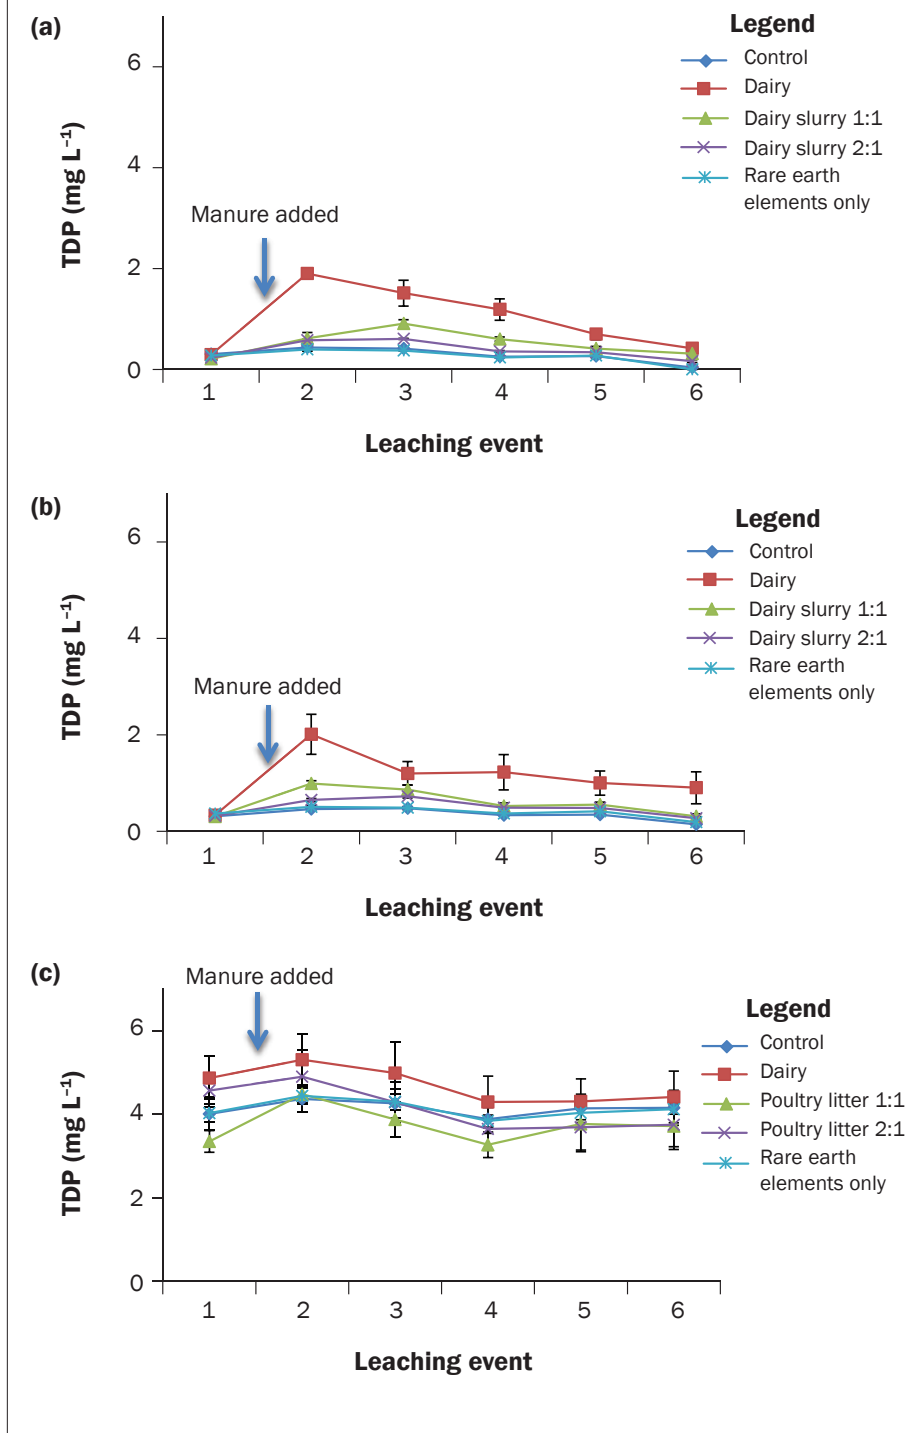 (a)
Legend
Control
Dairy
Dairy slurry 1:1
Dairy slurry 2:1
Rare earth
elements only
TDP (mg L⁻¹)
6
4
2
0
Manure added
1 2 3 4 5 6
Leaching event
(b)
Legend
Control
Dairy
Dairy slurry 1:1
Dairy slurry 2:1
Rare earth
elements only
TDP (mg L⁻¹)
6
4
2
0
Manure added
1 2 3 4 5 6
Leaching event
(c)
Manure added
Legend
Control
Dairy
Poultry litter 1:1
Poultry litter 2:1
Rare earth
elements only
TDP (mg L⁻¹)
6
4
2
0
1 2 3 4 5 6
Leaching event